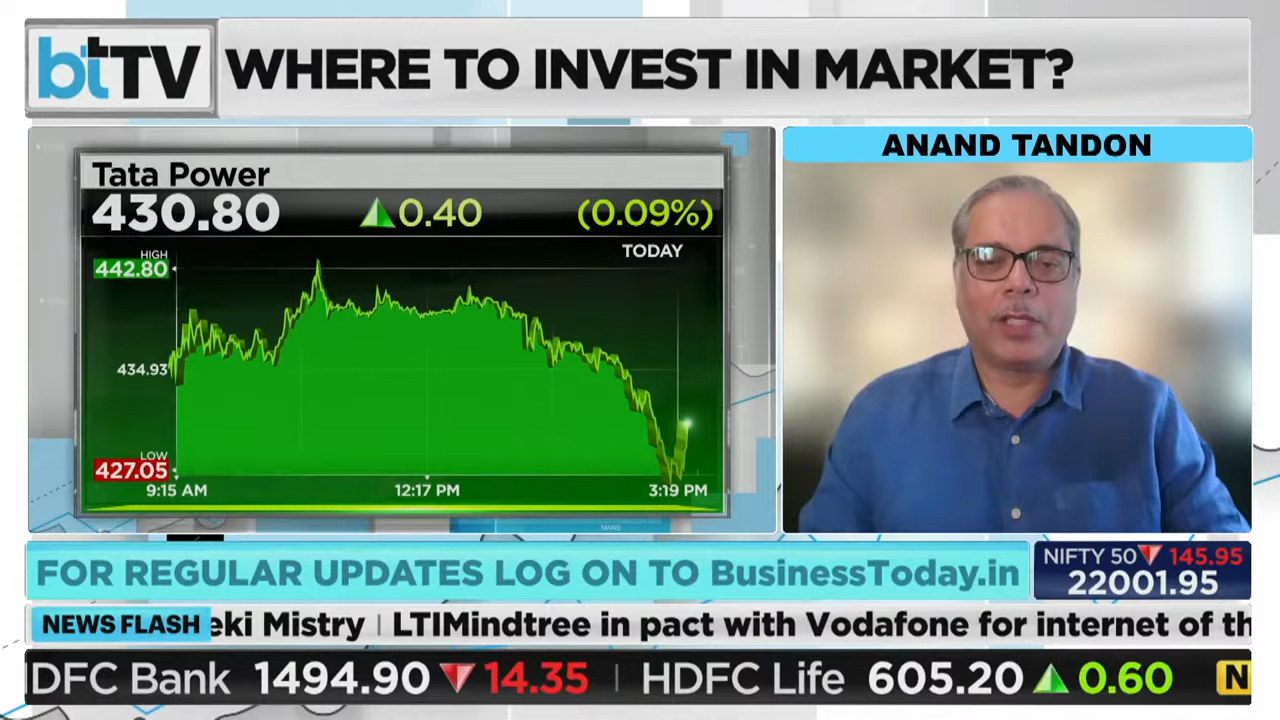 btTV
WHERE TO INVEST IN MARKET?
Tata Power
430.80 0.40 (0.09%)
TODAY
HIGH
442.80
434.93
LOW
427.05
9:15 AM 12:17 PM 3:19 PM
ANAND TANDON
FOR REGULAR UPDATES LOG ON TO BusinessToday.in
NIFTY 50 145.95
22001.95
NEWS FLASH eki Mistry | LTIMindtree in pact with Vodafone for internet of th
DFC Bank 1494.90 14.35 | HDFC Life 605.20 0.60 N